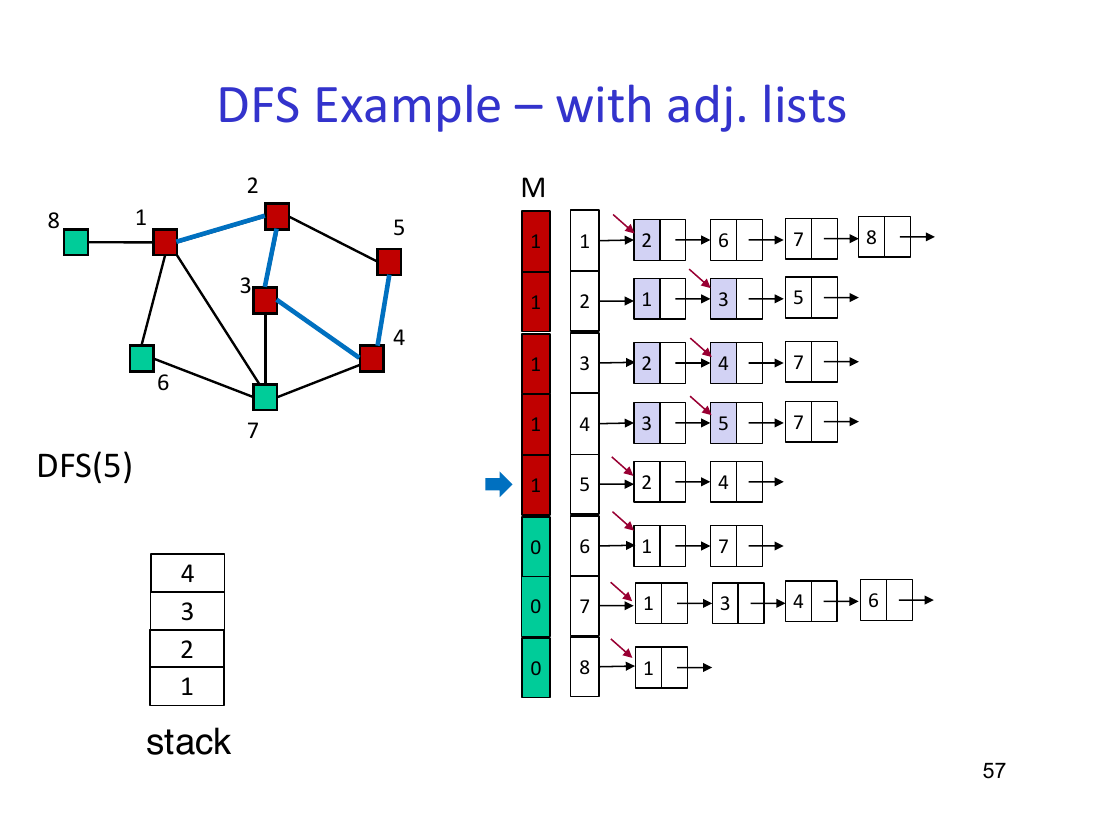 DFS Example – with adj. lists
M
2
8
1
5
3
4
6
7
1 1 2 6 7 8
1 2 1 3 5
1 3 2 4 7
1 4 3 5 7
1 5 2 4
0 6 1 7
0 7 1 3 4 6
0 8 1
DFS(5)
4
3
2
1
stack
57